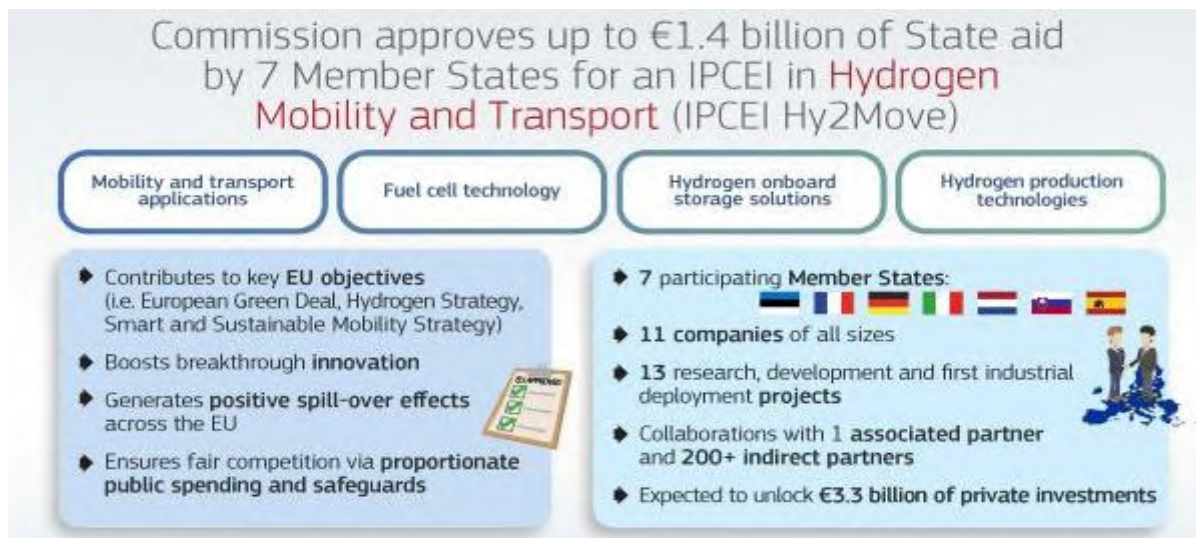 Commission approves up to €1.4 billion of State aid
by 7 Member States for an IPCEI in Hydrogen
Mobility and Transport (IPCEI Hy2Move)
Mobility and transport
applications
Fuel cell technology
Hydrogen onboard
storage solutions
Hydrogen production
technologies
Contributes to key EU objectives
(i.e. European Green Deal, Hydrogen Strategy,
Smart and Sustainable Mobility Strategy)
Boosts breakthrough innovation
Generates positive spill-over effects
across the EU
Ensures fair competition via proportionate
public spending and safeguards
7 participating Member States:
11 companies of all sizes
13 research, development and first industrial
deployment projects
Collaborations with 1 associated partner
and 200+ indirect partners
Expected to unlock €3.3 billion of private investments